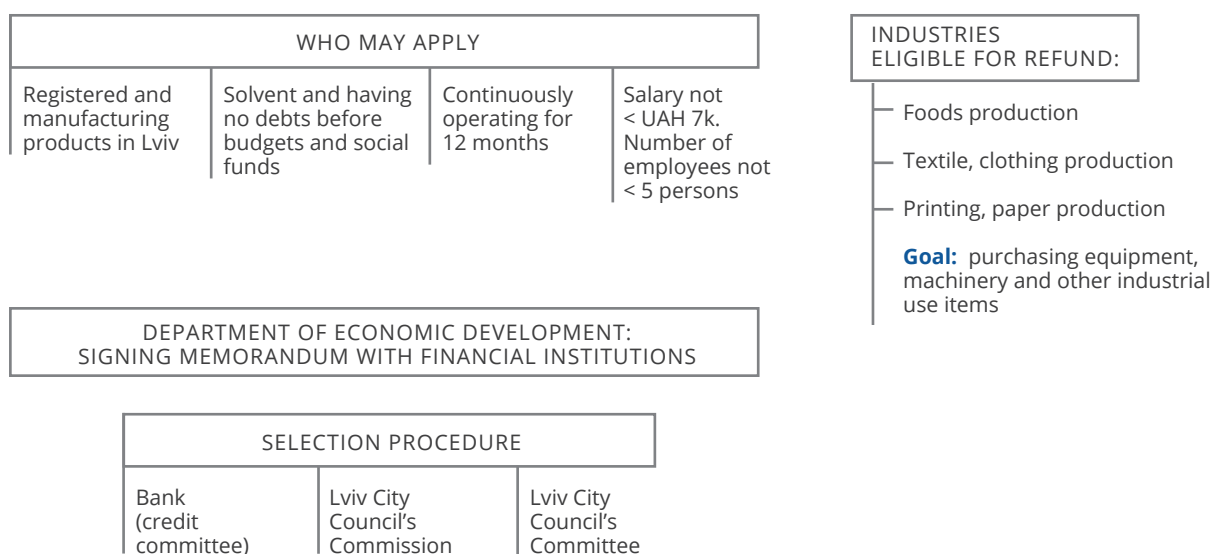 WHO MAY APPLY
Registered and
manufacturing
products in Lviv
Solvent and having
no debts before
budgets and social
funds
Continuously
operating for
12 months
Salary not
< UAH 7k.
Number of
employees not
< 5 persons
INDUSTRIES
ELIGIBLE FOR REFUND:
Foods production
Textile, clothing production
Printing, paper production
Goal: purchasing equipment,
machinery and other industrial
use items
DEPARTMENT OF ECONOMIC DEVELOPMENT:
SIGNING MEMORANDUM WITH FINANCIAL INSTITUTIONS
SELECTION PROCEDURE
Bank
(credit
committee)
Lviv City
Council’s
Commission
Lviv City
Council’s
Committee